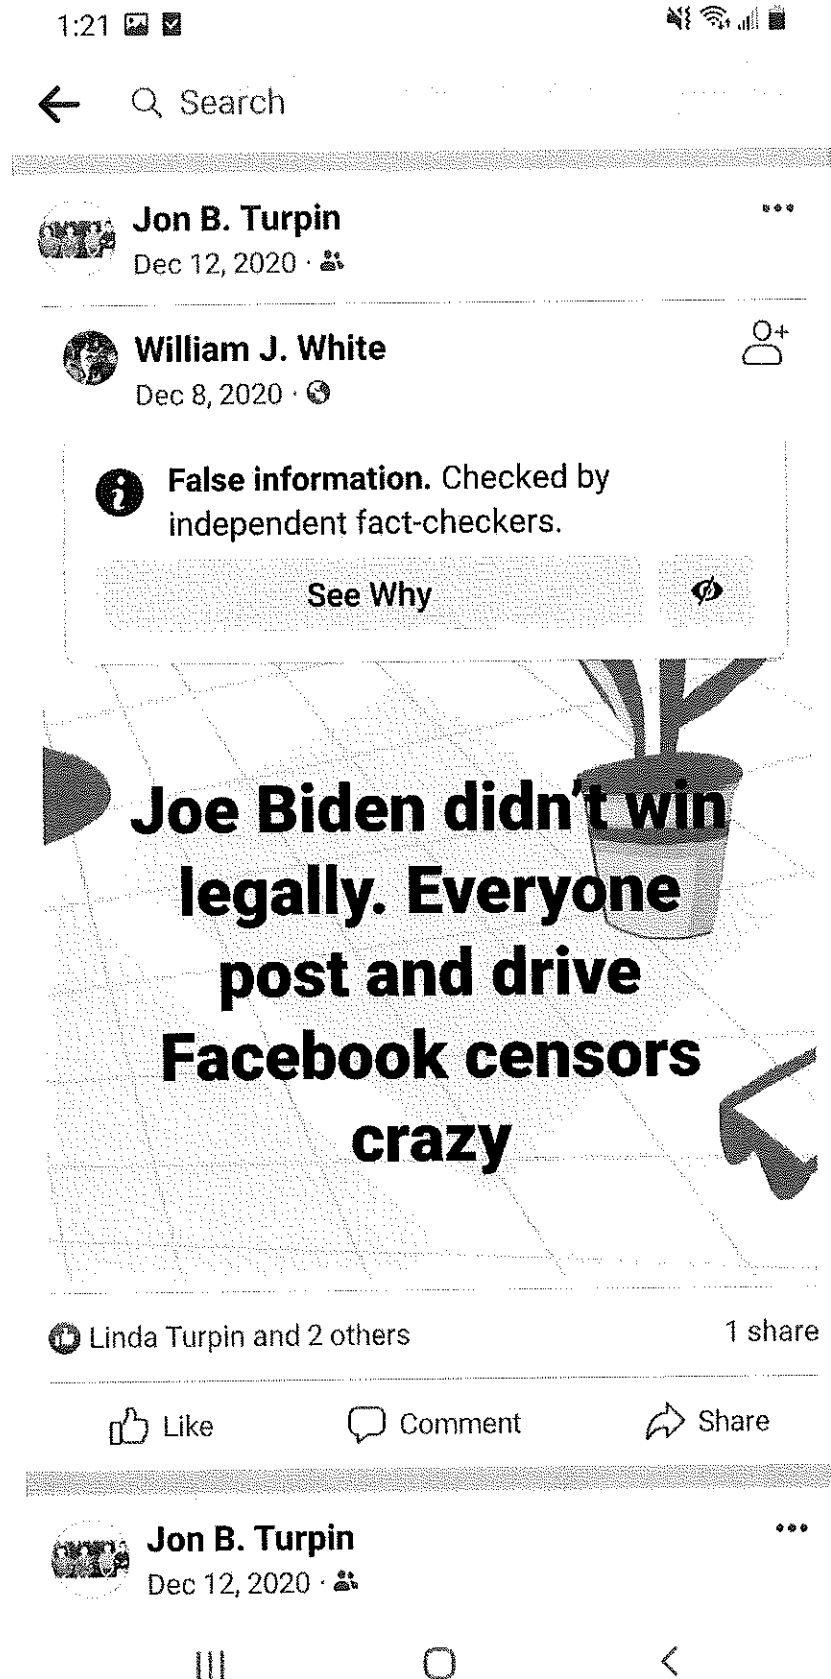 1:21
Search
Jon B. Turpin
Dec 12, 2020 ·
William J. White
Dec 8, 2020 ·
False information. Checked by
independent fact-checkers.
See Why
Joe Biden didn't win
legally. Everyone
post and drive
Facebook censors
crazy
Linda Turpin and 2 others
1 share
Like
Comment
Share
Jon B. Turpin
Dec 12, 2020 ·